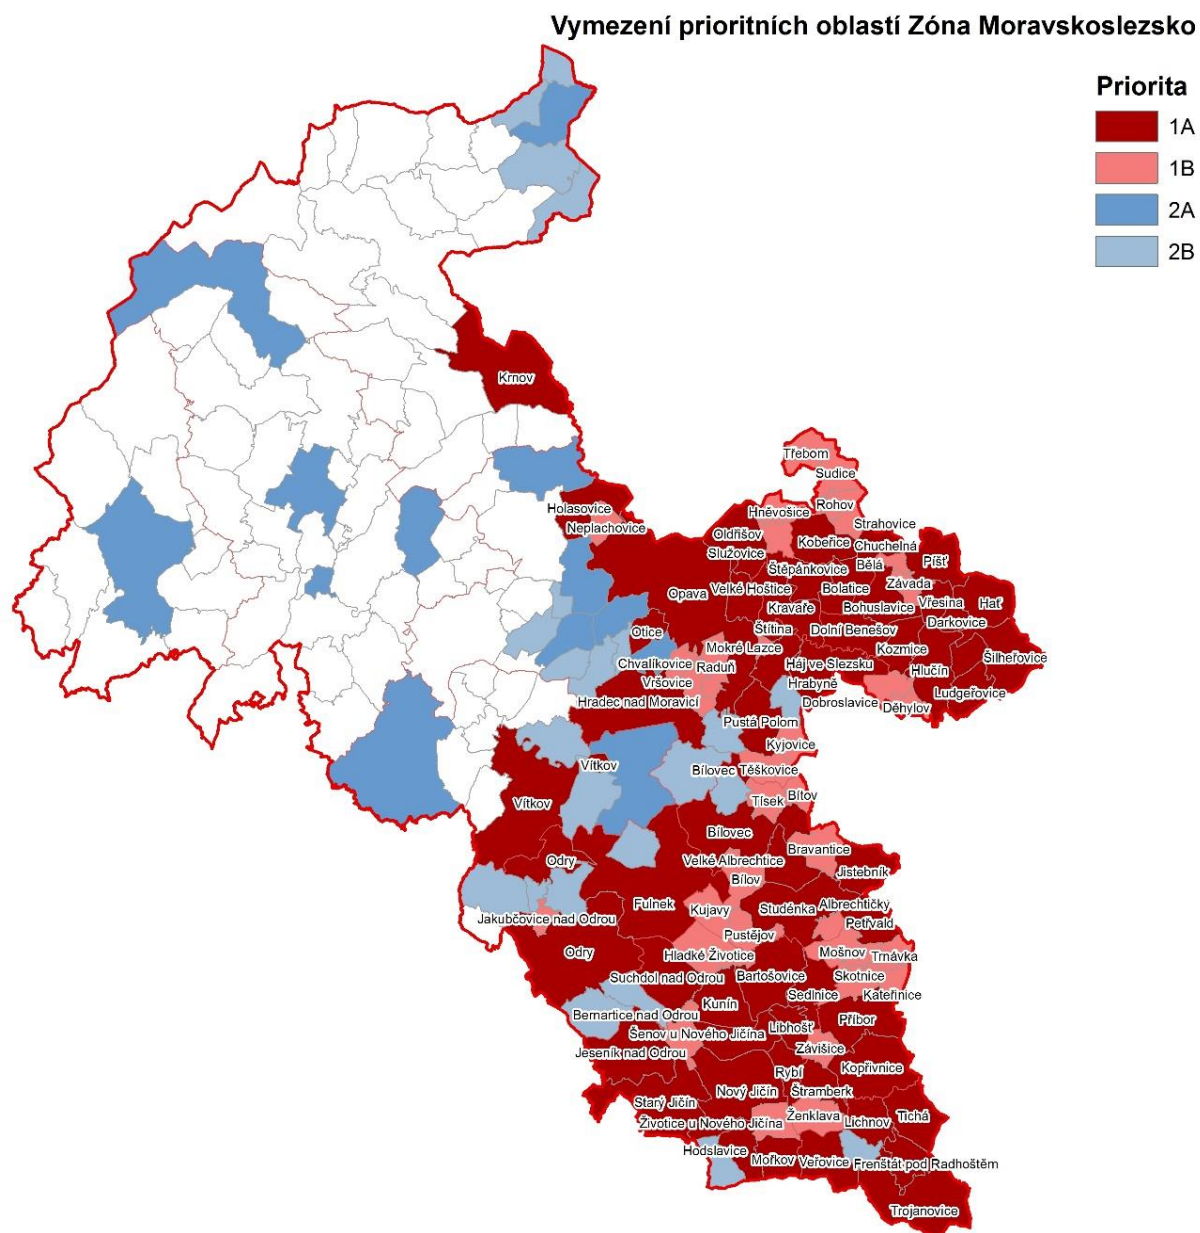 Vymezení prioritních oblastí Zóna Moravskoslezsko
Priorita
1A
1B
2A
2B
Krnov
Třebom
Sudice
Holasovice
Neplachovice
Hněvošice
Rohov
Oldřišov
Strahovice
Služovice
Kobeřice
Chuchelná
Štěpánkovice
Bělá
Píšť
Opava
Velké Hoštice
Bolatice
Závada
Kravaře
Bohuslavice
Vřesina
Hať
Otice
Štítina
Dolní Benešov
Darkovice
Mokré Lazce
Kozmice
Chvalíkovice
Raduň
Háj ve Slezsku
Hlučín
Šilheřovice
Vršovice
Hrabyně
Hradec nad Moravicí
Dobroslavice
Děhylov
Ludgeřovice
Pustá Polom
Kyjovice
Vítkov
Bílovec
Těškovice
Vítkov
Tísek
Bítov
Bílovec
Bravantice
Odry
Velké Albrechtice
Jistebník
Bílov
Fulnek
Kujavy
Studénka
Albrechtičky
Jakubčovice nad Odrou
Petřvald
Pustějov
Odry
Hladké Životice
Mošnov
Trnávka
Suchdol nad Odrou
Bartošovice
Skotnice
Sedlnice
Kateřinice
Bernartice nad Odrou
Kunín
Šenov u Nového Jičína
Libhošť
Příbor
Jeseník nad Odrou
Závišice
Rybí
Kopřivnice
Starý Jičín
Nový Jičín
Štramberk
Životice u Nového Jičína
Ženklava
Lichnov
Tichá
Hodslavice
Mořkov
Veřovice
Frenštát pod Radhoštěm
Trojanovice